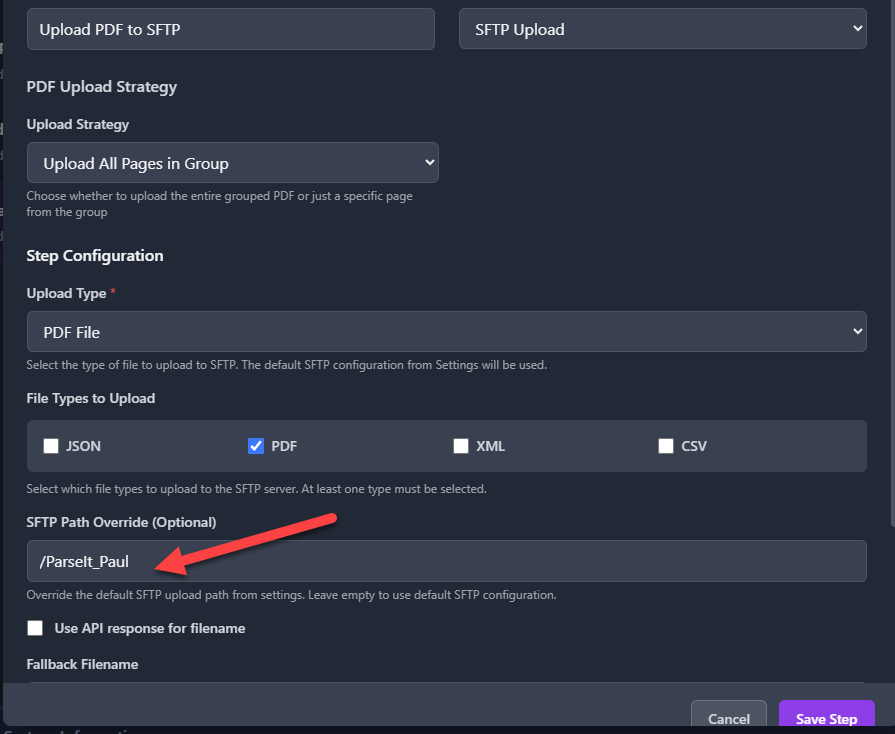 Upload PDF to SFTP
SFTP Upload
PDF Upload Strategy
Upload Strategy
Upload All Pages in Group
Choose whether to upload the entire grouped PDF or just a specific page
from the group
Step Configuration
Upload Type *
PDF File
Select the type of file to upload to SFTP. The default SFTP configuration from Settings will be used.
File Types to Upload
JSON
PDF
XML
CSV
Select which file types to upload to the SFTP server. At least one type must be selected.
SFTP Path Override (Optional)
/ParseIt_Paul
Override the default SFTP upload path from settings. Leave empty to use default SFTP configuration.
Use API response for filename
Fallback Filename
Cancel
Save Step